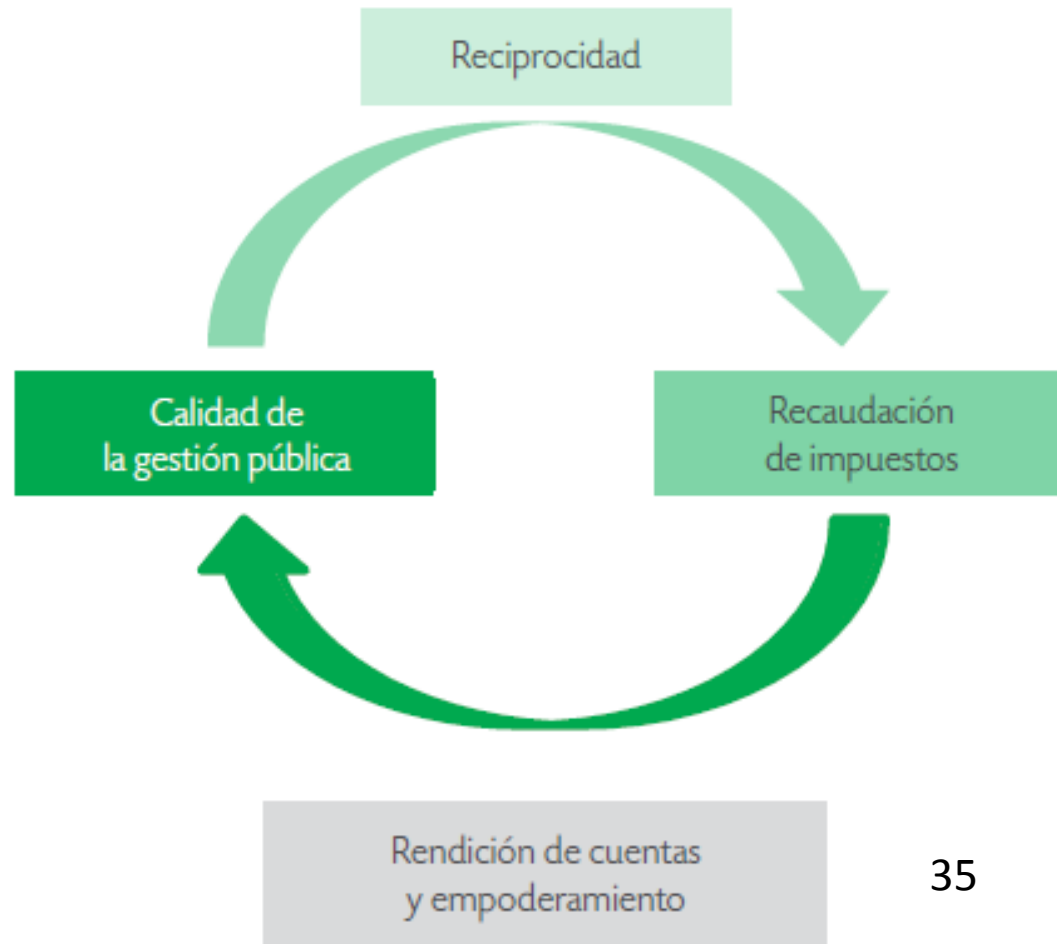 Reciprocidad
Calidad de
la gestión pública
Recaudación
de impuestos
Rendición de cuentas
y empoderamiento
35